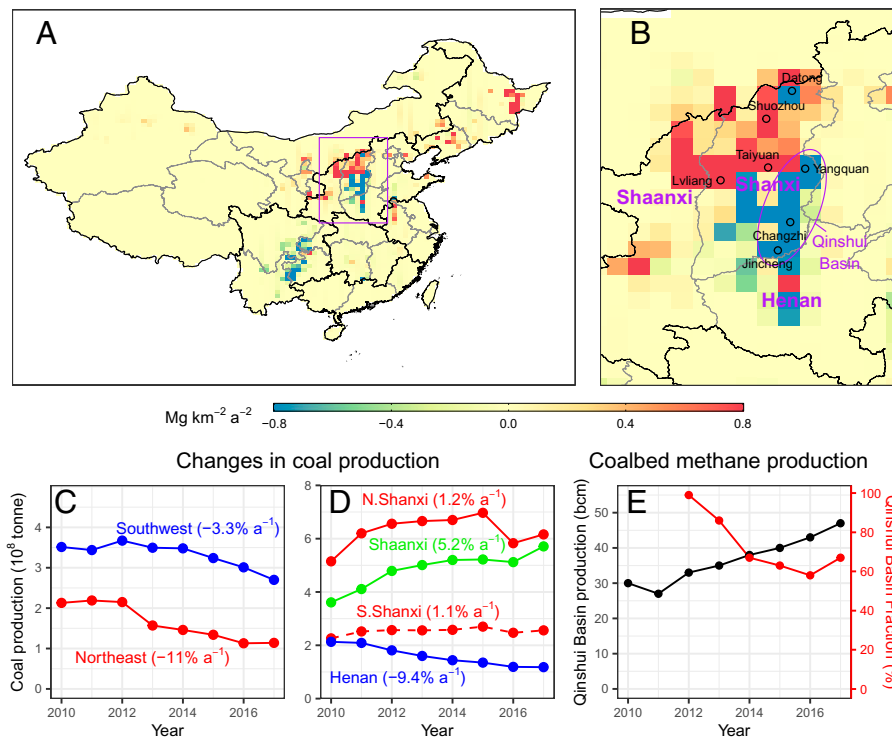 A
B
Datong
Shuozhou
Taiyuan
Yangquan
Lvliang
Shanxi
Shaanxi
Changzhi
Qinshui
Basin
Jincheng
Henan
Mg km⁻² a⁻²
−0.8 −0.4 0.0 0.4 0.8
Changes in coal production
Coalbed methane production
C
Coal production (10⁸ tonne)
0 1 2 3 4
Southwest (−3.3% a⁻¹)
Northeast (−11% a⁻¹)
2010 2012 2014 2016
Year
D
0 2 4 6 8
N.Shanxi (1.2% a⁻¹)
Shaanxi (5.2% a⁻¹)
S.Shanxi (1.1% a⁻¹)
Henan (−9.4% a⁻¹)
2010 2012 2014 2016
Year
E
Qinshui Basin production (bcm)
0 10 20 30 40 50
0 20 40 60 80 100
Qinshui Basin Fraction (%)
2010 2012 2014 2016
Year